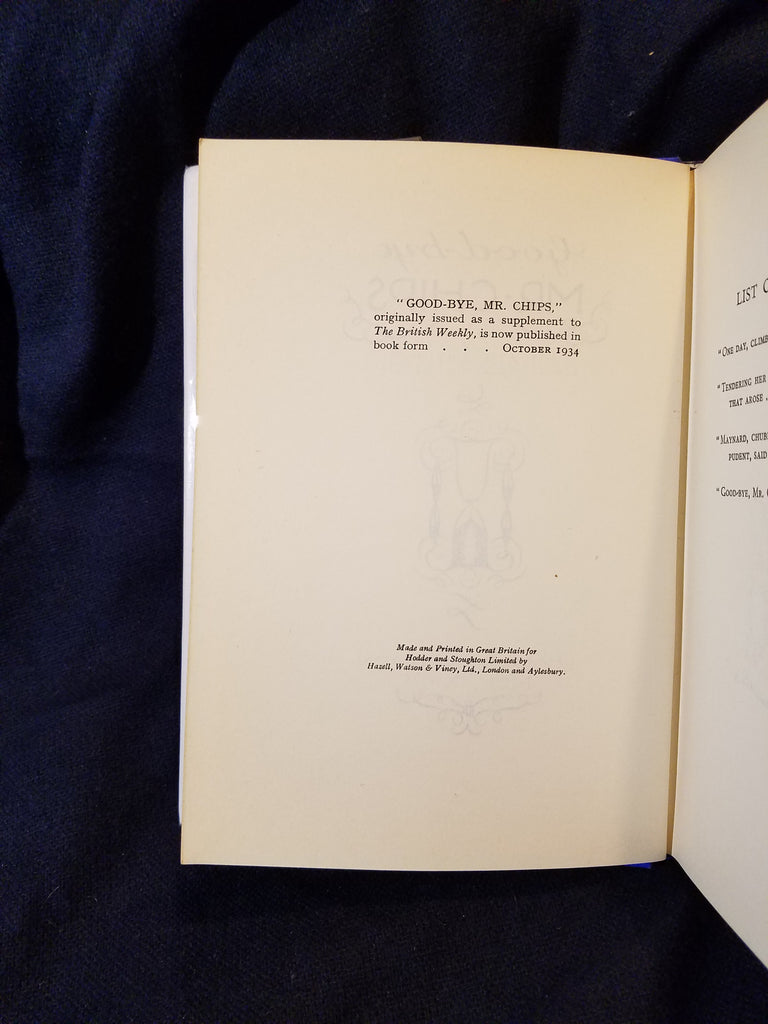 “ GOOD-BYE, MR. CHIPS,”
originally issued as a supplement to
The British Weekly, is now published in
book form . . . OCTOBER 1934
Made and Printed in Great Britain for
Hodder and Stoughton Limited by
Hazell, Watson & Viney, Ltd., London and Aylesbury.
LIST
“ONE DAY,
“TENDERING HER
THAT AROSE .
“MAYNARD,
PUDENT, SAID
“GOOD-BYE, MR.